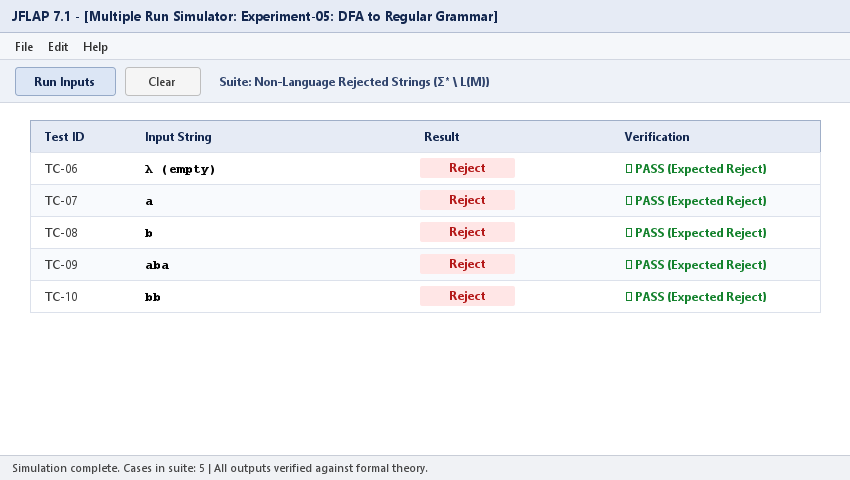 JFLAP 7.1 - [Multiple Run Simulator: Experiment-05: DFA to Regular Grammar]
File Edit Help
Run Inputs Clear Suite: Non-Language Rejected Strings (Σ* \ L(M))
Test ID Input String Result Verification
TC-06 λ (empty) Reject PASS (Expected Reject)
TC-07 a Reject PASS (Expected Reject)
TC-08 b Reject PASS (Expected Reject)
TC-09 aba Reject PASS (Expected Reject)
TC-10 bb Reject PASS (Expected Reject)
Simulation complete. Cases in suite: 5 | All outputs verified against formal theory.